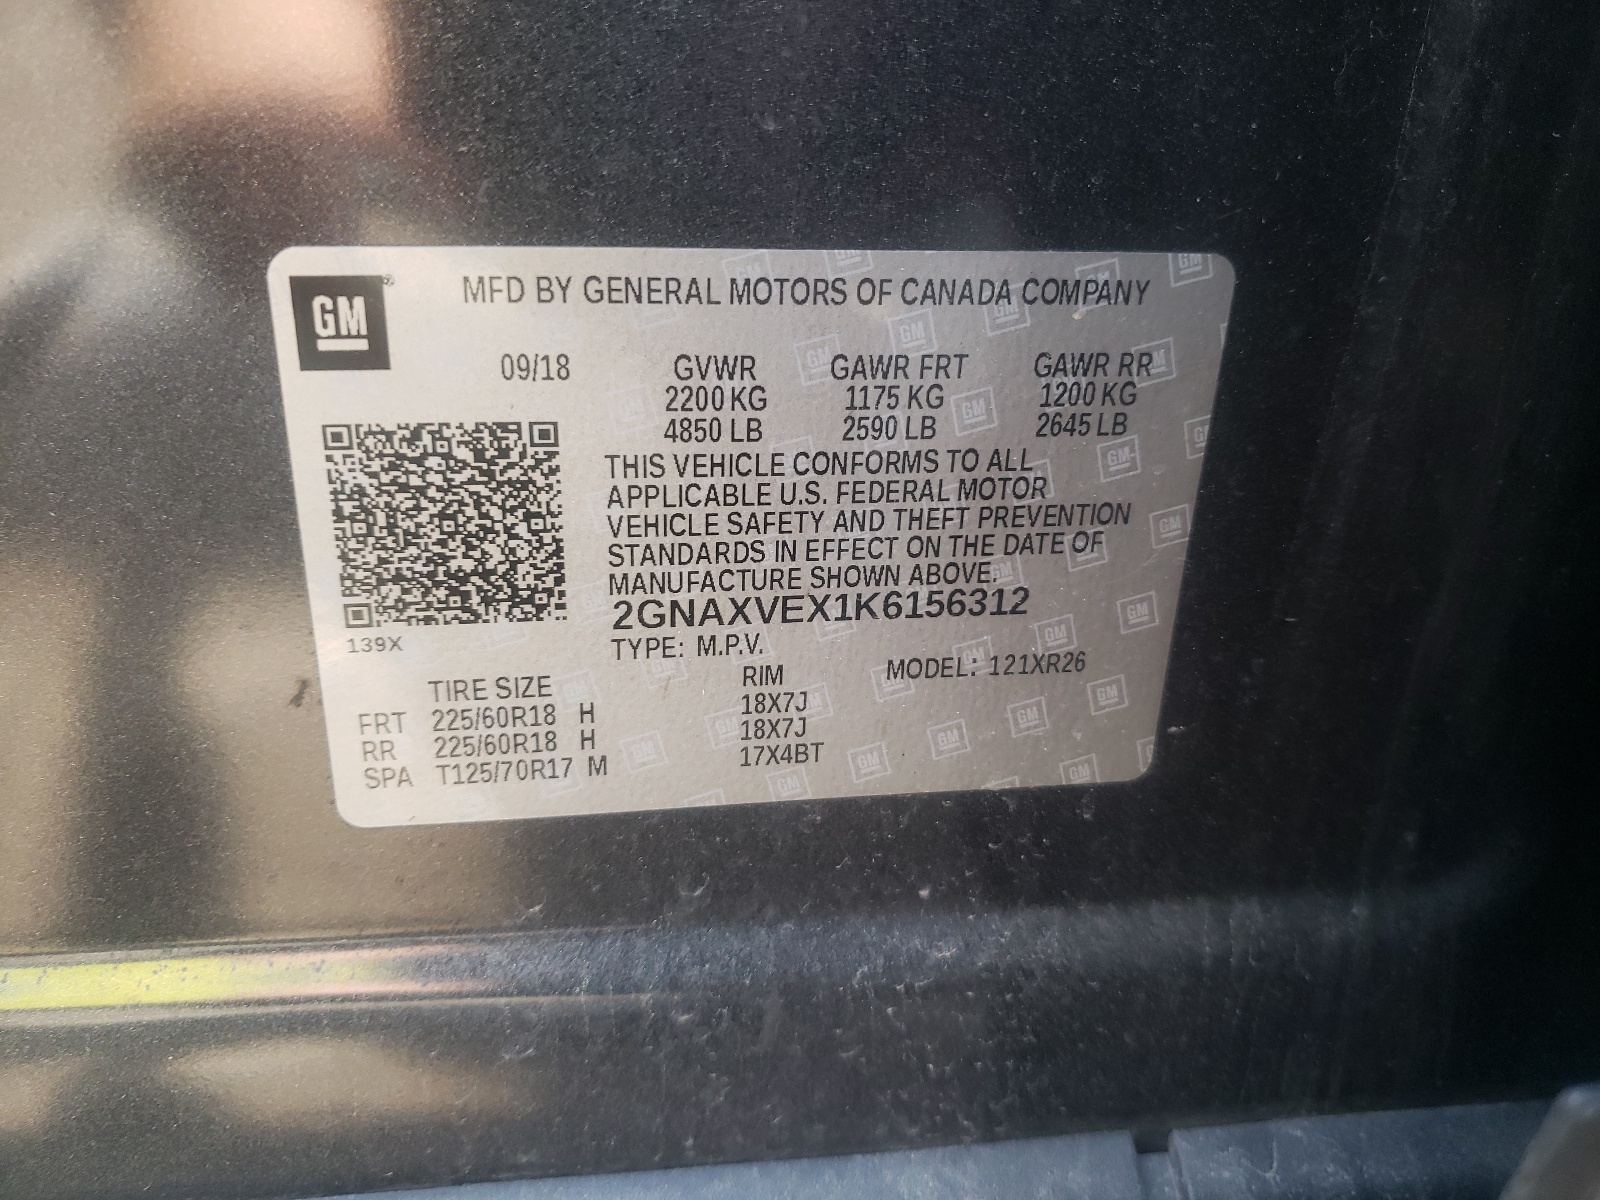 GM®
MFD BY GENERAL MOTORS OF CANADA COMPANY
09/18 GVWR GAWR FRT GAWR RR
2200 KG 1175 KG 1200 KG
4850 LB 2590 LB 2645 LB
THIS VEHICLE CONFORMS TO ALL
APPLICABLE U.S. FEDERAL MOTOR
VEHICLE SAFETY AND THEFT PREVENTION
STANDARDS IN EFFECT ON THE DATE OF
MANUFACTURE SHOWN ABOVE.
2GNAXVEX1K6156312
139X
TYPE: M.P.V.
MODEL: 121XR26
TIRE SIZE RIM
FRT 225/60R18 H 18X7J
RR 225/60R18 H 18X7J
SPA T125/70R17 M 17X4BT